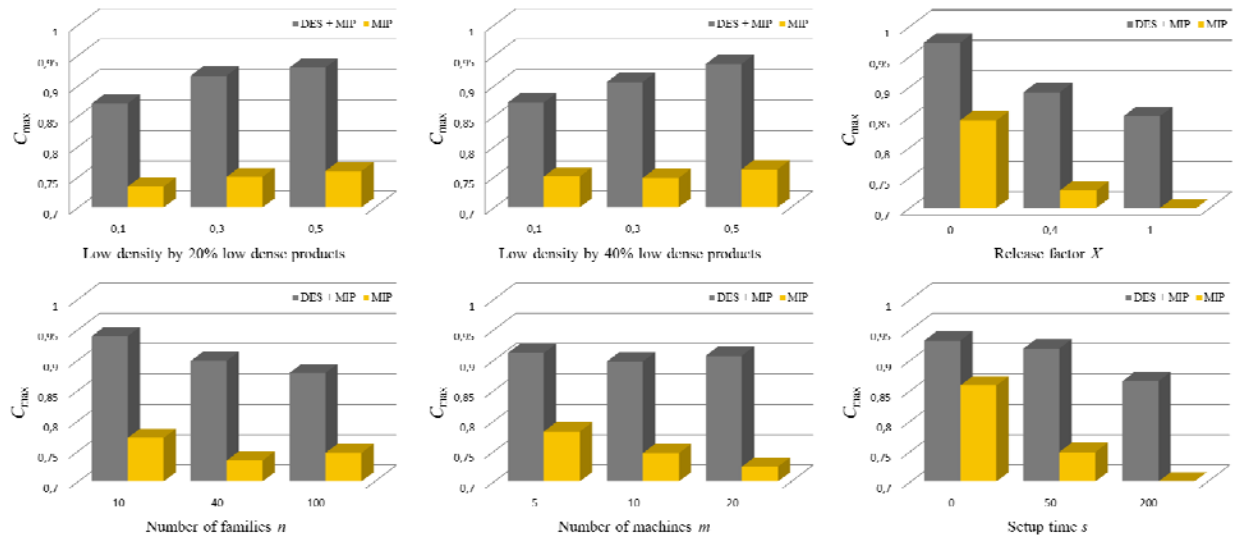 DES + MIP MIP
1
0,95
0,9
0,85
0,8
0,75
0,7
Cmax
0,1 0,3 0,5
Low density by 20% low dense products
DES + MIP MIP
1
0,95
0,9
0,85
0,8
0,75
0,7
Cmax
0,1 0,3 0,5
Low density by 40% low dense products
DES + MIP MIP
1
0,95
0,9
0,85
0,8
0,75
0,7
Cmax
0 0,4 1
Release factor X
DES + MIP MIP
1
0,95
0,9
0,85
0,8
0,75
0,7
Cmax
10 40 100
Number of families n
DES + MIP MIP
1
0,95
0,9
0,85
0,8
0,75
0,7
Cmax
5 10 20
Number of machines m
DES + MIP MIP
1
0,95
0,9
0,85
0,8
0,75
0,7
Cmax
0 50 200
Setup time s